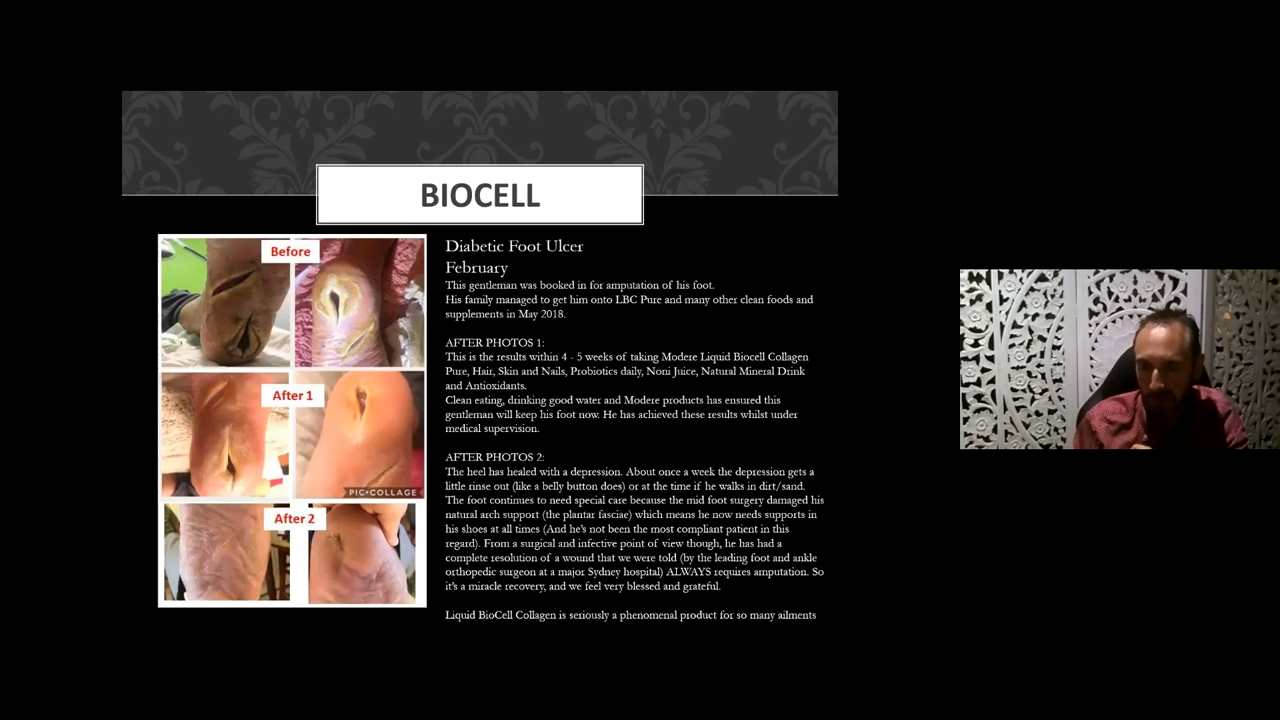 BIOCELL
Before
After 1
PIC•COLLAGE
After 2
Diabetic Foot Ulcer
February
This gentleman was booked in for amputation of his foot.
His family managed to get him onto LBC Pure and many other clean foods and
supplements in May 2018.
AFTER PHOTOS 1:
This is the results within 4 - 5 weeks of taking Modere Liquid Biocell Collagen
Pure, Hair, Skin and Nails, Probiotics daily, Noni Juice, Natural Mineral Drink
and Antioxidants.
Clean eating, drinking good water and Modere products has ensured this
gentleman will keep his foot now. He has achieved these results whilst under
medical supervision.
AFTER PHOTOS 2:
The heel has healed with a depression. About once a week the depression gets a
little rinse out (like a belly button does) or at the time if he walks in dirt/sand.
The foot continues to need special care because the mid foot surgery damaged his
natural arch support (the plantar fasciae) which means he now needs supports in
his shoes at all times (And he's not been the most compliant patient in this
regard). From a surgical and infective point of view though, he has had a
complete resolution of a wound that we were told (by the leading foot and ankle
orthopedic surgeon at a major Sydney hospital) ALWAYS requires amputation. So
it's a miracle recovery, and we feel very blessed and grateful.
Liquid BioCell Collagen is seriously a phenomenal product for so many ailments